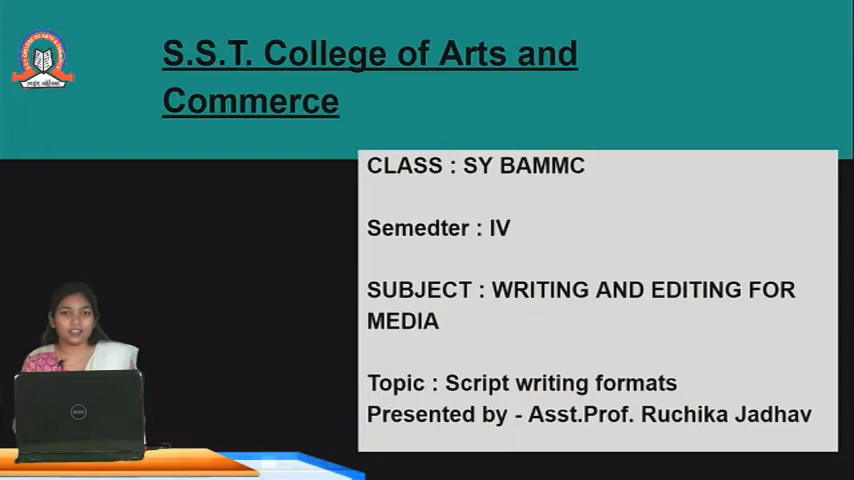 S.S.T. College of Arts and
Commerce
CLASS : SY BAMMC
Semedter : IV
SUBJECT : WRITING AND EDITING FOR
MEDIA
Topic : Script writing formats
Presented by - Asst.Prof. Ruchika Jadhav
DELL